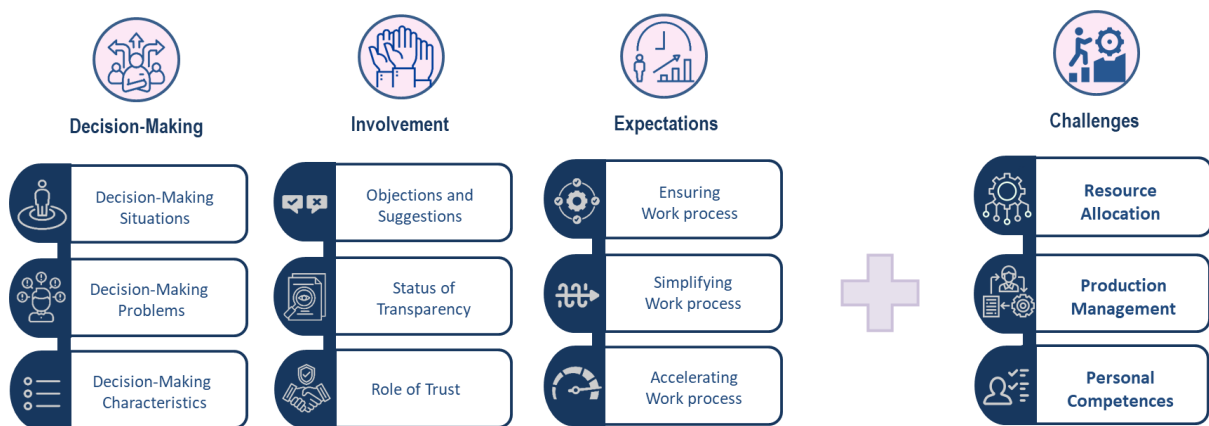 Decision-Making
Decision-Making
Situations
Decision-Making
Problems
Decision-Making
Characteristics
Involvement
Objections and
Suggestions
Status of
Transparency
Role of Trust
Expectations
Ensuring
Work process
Simplifying
Work process
Accelerating
Work process
Challenges
Resource
Allocation
Production
Management
Personal
Competences